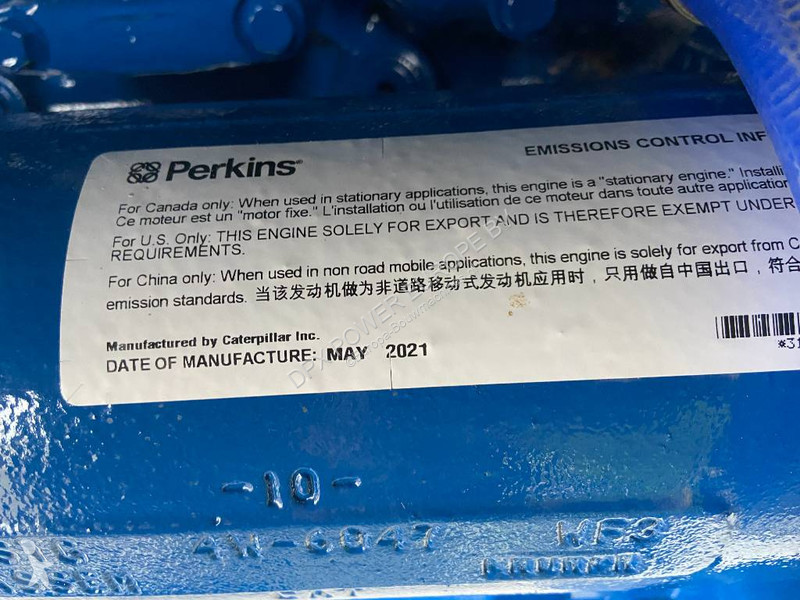 Perkins
EMISSIONS CONTROL INF
For Canada only: When used in stationary applications, this engine is a "stationary engine." Installi
Ce moteur est un "motor fixe." L'installation ou l'utilisation de ce moteur dans toute autre application
For U.S. Only: THIS ENGINE SOLELY FOR EXPORT AND IS THEREFORE EXEMPT UNDER
REQUIREMENTS.
For China only: When used in non road mobile applications, this engine is solely for export from C
emission standards. 当该发动机做为非道路移动式发动机应用时，只用做自中国出口，符合
Manufactured by Caterpillar Inc.
DATE OF MANUFACTURE: MAY 2021
*31
DPX POWER EUROPE B.
-10-